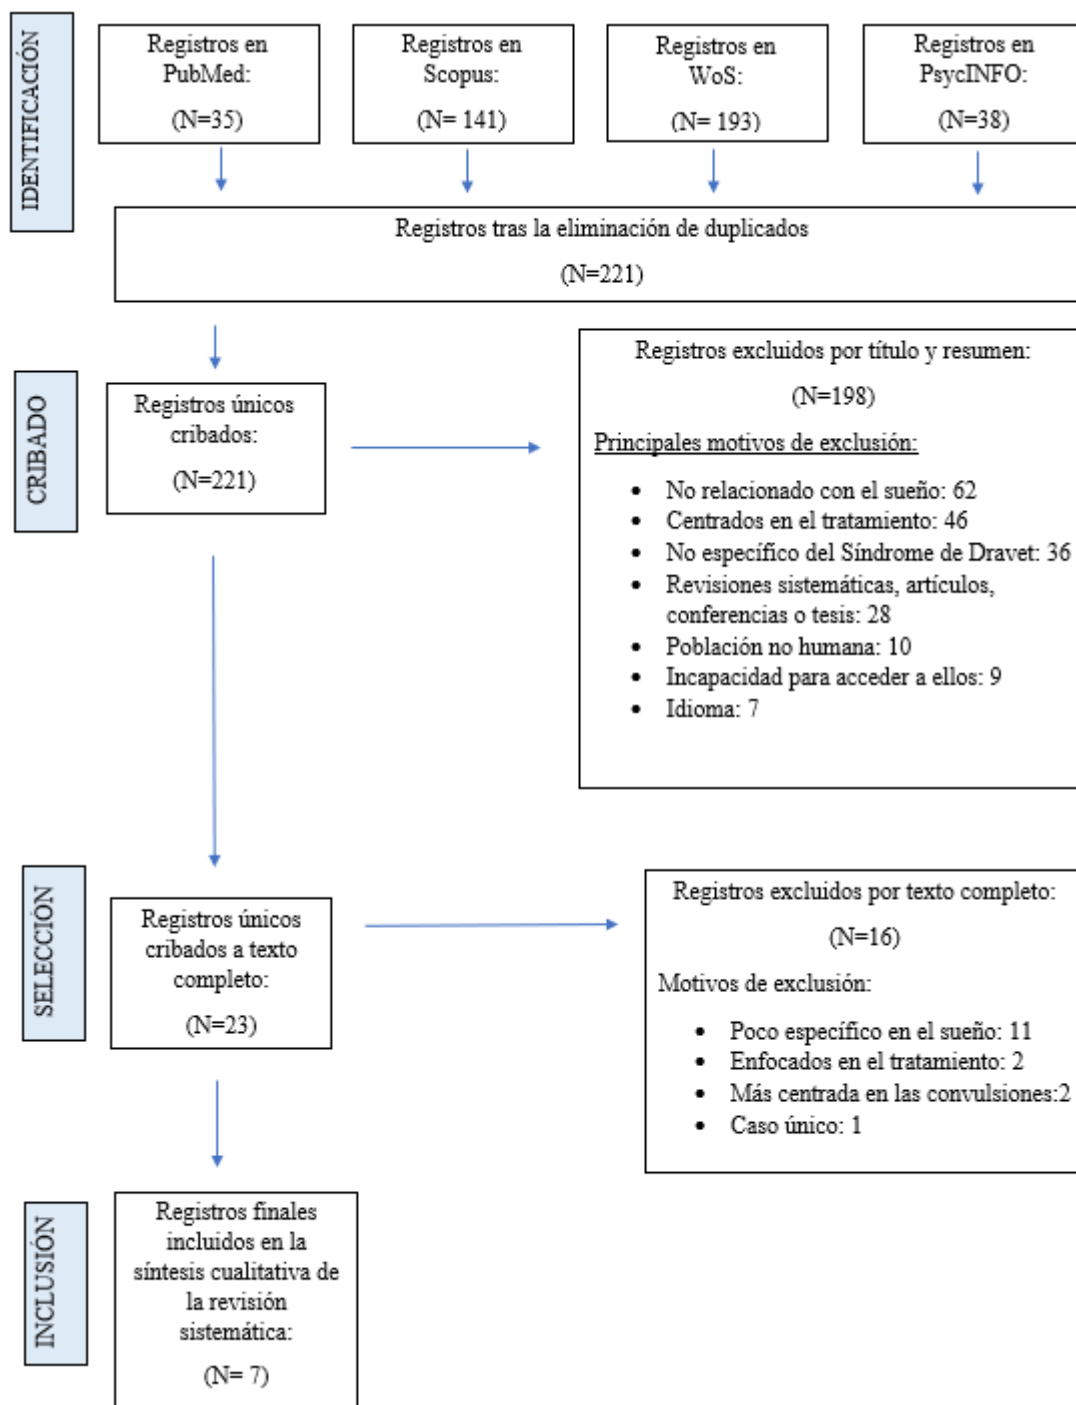 IDENTIFICACIÓN
Registros en
PubMed:
(N=35)
Registros en
Scopus:
(N= 141)
Registros en
WoS:
(N= 193)
Registros en
PsycINFO:
(N=38)
Registros tras la eliminación de duplicados
(N=221)
CRIBADO
Registros únicos
cribados:
(N=221)
Registros excluidos por título y resumen:
(N=198)
Principales motivos de exclusión:
• No relacionado con el sueño: 62
• Centrados en el tratamiento: 46
• No específico del Síndrome de Dravet: 36
• Revisiones sistemáticas, artículos,
conferencias o tesis: 28
• Población no humana: 10
• Incapacidad para acceder a ellos: 9
• Idioma: 7
SELECCIÓN
Registros únicos
cribados a texto
completo:
(N=23)
Registros excluidos por texto completo:
(N=16)
Motivos de exclusión:
• Poco específico en el sueño: 11
• Enfocados en el tratamiento: 2
• Más centrada en las convulsiones:2
• Caso único: 1
INCLUSIÓN
Registros finales
incluidos en la
síntesis cualitativa de
la revisión
sistemática:
(N= 7)